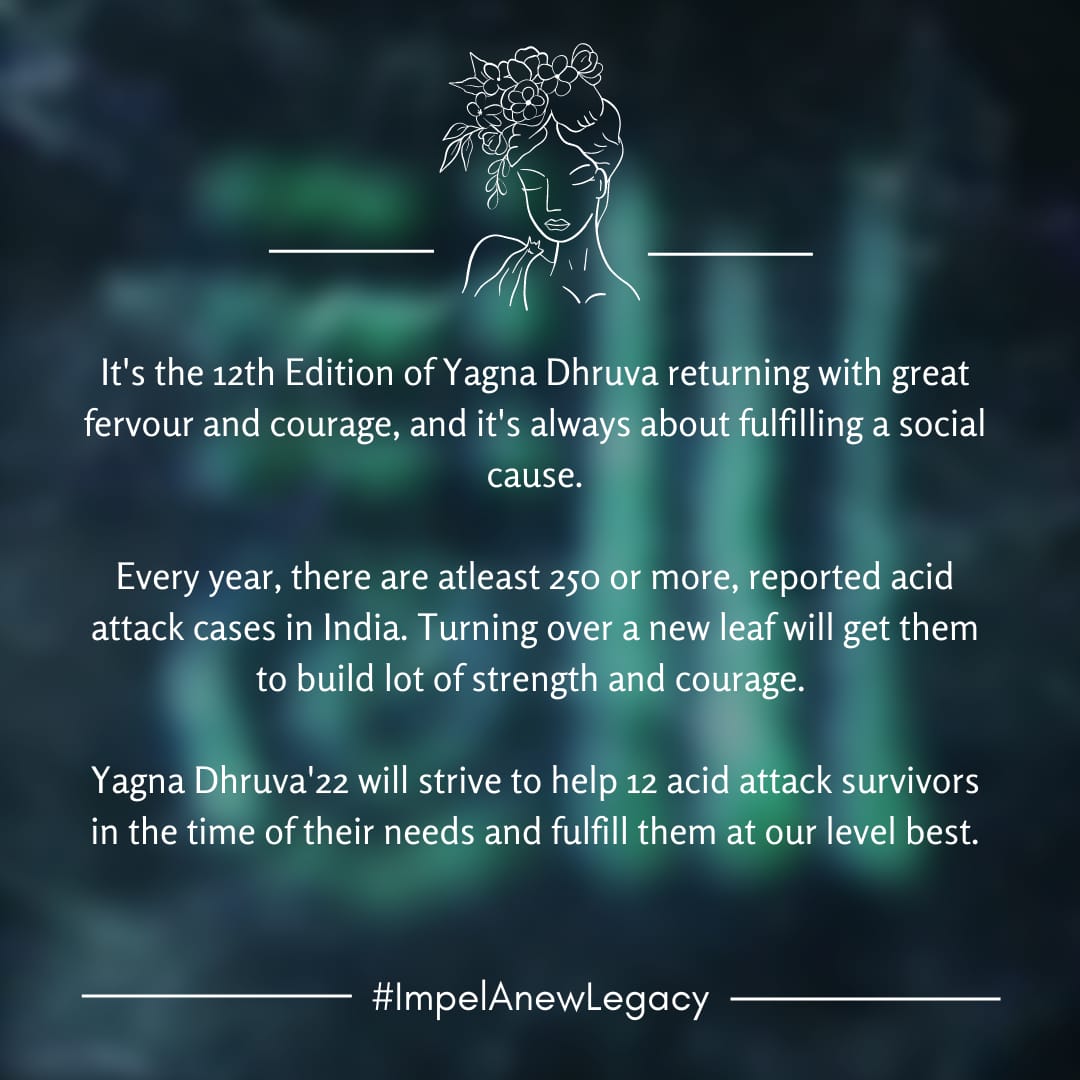 It's the 12th Edition of Yagna Dhruva returning with great
fervour and courage, and it's always about fulfilling a social
cause.
Every year, there are atleast 250 or more, reported acid
attack cases in India. Turning over a new leaf will get them
to build lot of strength and courage.
Yagna Dhruva'22 will strive to help 12 acid attack survivors
in the time of their needs and fulfill them at our level best.
#ImpelAnewLegacy